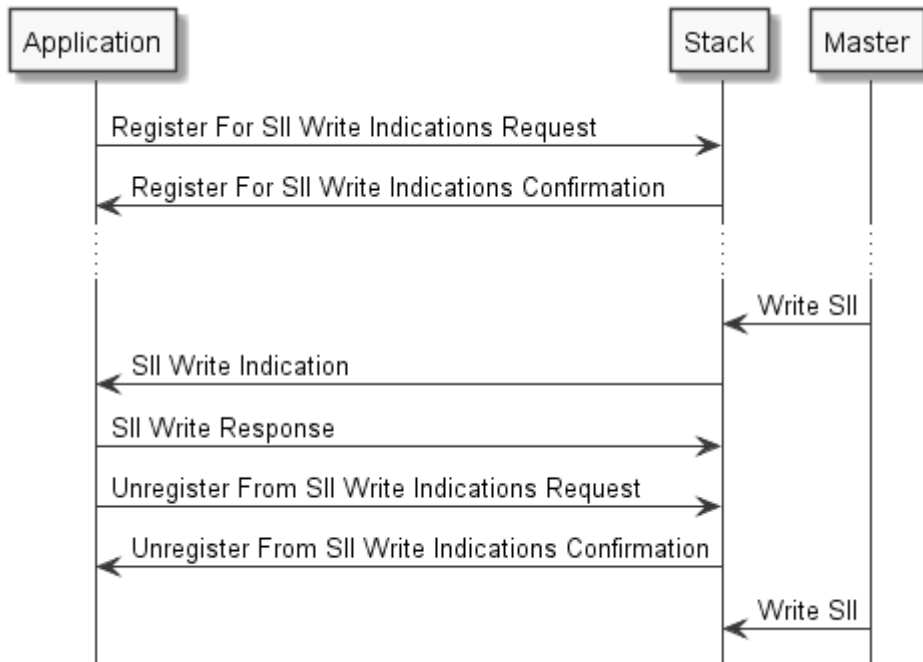 Application
Stack
Master
Register For SII Write Indications Request
Register For SII Write Indications Confirmation
Write SII
SII Write Indication
SII Write Response
Unregister From SII Write Indications Request
Unregister From SII Write Indications Confirmation
Write SII